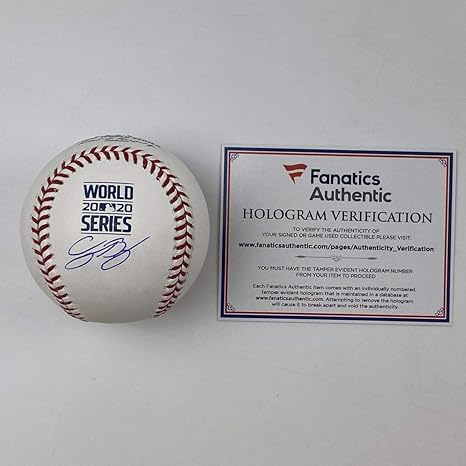 WORLD
20 20
SERIES
Fanatics
Authentic
HOLOGRAM VERIFICATION
TO VERIFY THE AUTHENTICITY
OF YOUR SIGNED OR GAME USED COLLECTIBLE PLEASE VISIT:
www.fanaticsauthentic.com/pages/Authenticity_Verification
YOU MUST HAVE THE TAMPER EVIDENT HOLOGRAM NUMBER
FROM YOUR ITEM TO PROCEED
Each Fanatics Authentic item comes with an individually numbered,
tamper evident hologram that is maintained in a database at
www.fanaticsauthentic.com. Attempting to remove the hologram
will cause it to break apart and void the authenticity.